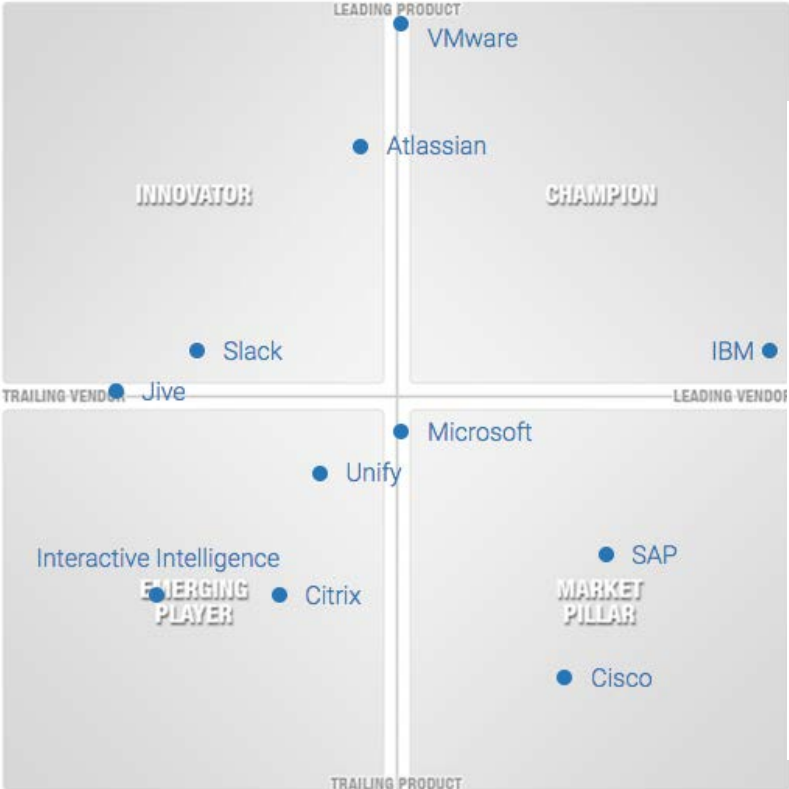 LEADING PRODUCT
VMware
Atlassian
INNOVATOR
CHAMPION
Slack
IBM
Jive
TRAILING VENDOR
LEADING VENDOR
Microsoft
Unify
Interactive Intelligence
SAP
EMERGING
PLAYER
Citrix
MARKET
PILLAR
Cisco
TRAILING PRODUCT